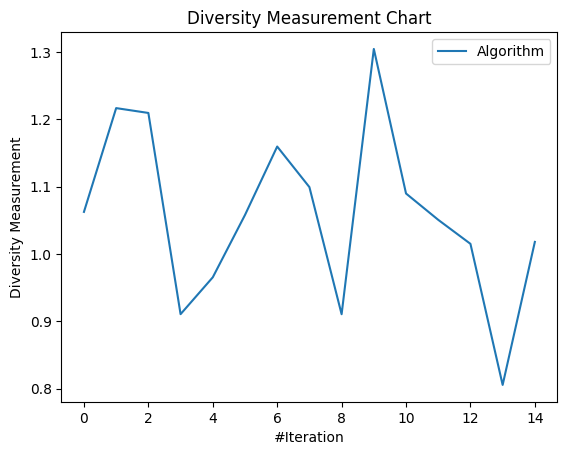 Diversity Measurement Chart
Algorithm
Diversity Measurement
1.3
1.2
1.1
1.0
0.9
0.8
0 2 4 6 8 10 12 14
#Iteration